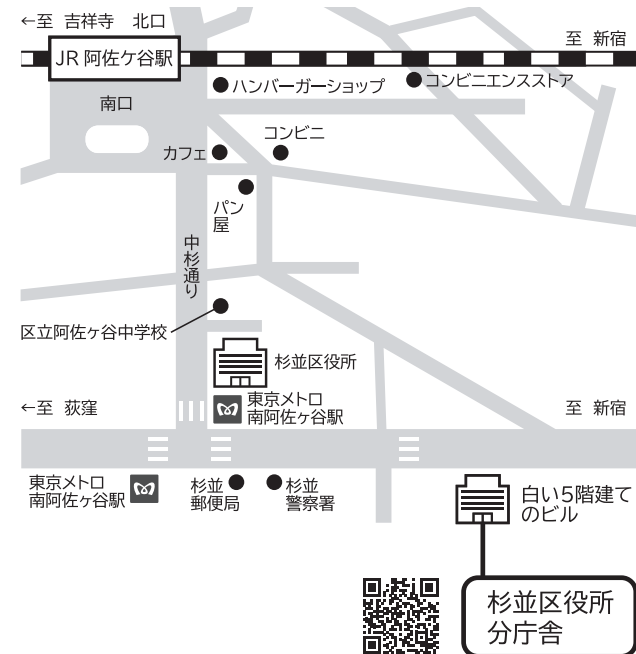 ←至 吉祥寺 北口
至 新宿
JR 阿佐ケ谷駅
ハンバーガーショップ
コンビニエンスストア
南口
コンビニ
カフェ
パン
屋
中杉通り
区立阿佐ヶ谷中学校
杉並区役所
東京メトロ
南阿佐ヶ谷駅
←至 荻窪
至 新宿
東京メトロ
南阿佐ヶ谷駅
杉並
郵便局
杉並
警察署
白い5階建て
のビル
杉並区役所
分庁舎